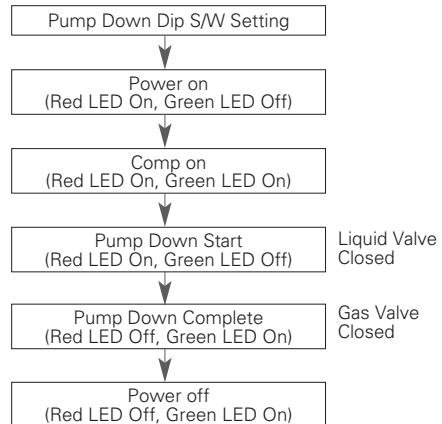 Pump Down Dip S/W Setting
Power on
(Red LED On, Green LED Off)
Comp on
(Red LED On, Green LED On)
Pump Down Start
(Red LED On, Green LED Off)
Liquid Valve
Closed
Pump Down Complete
(Red LED Off, Green LED On)
Gas Valve
Closed
Power off
(Red LED Off, Green LED On)